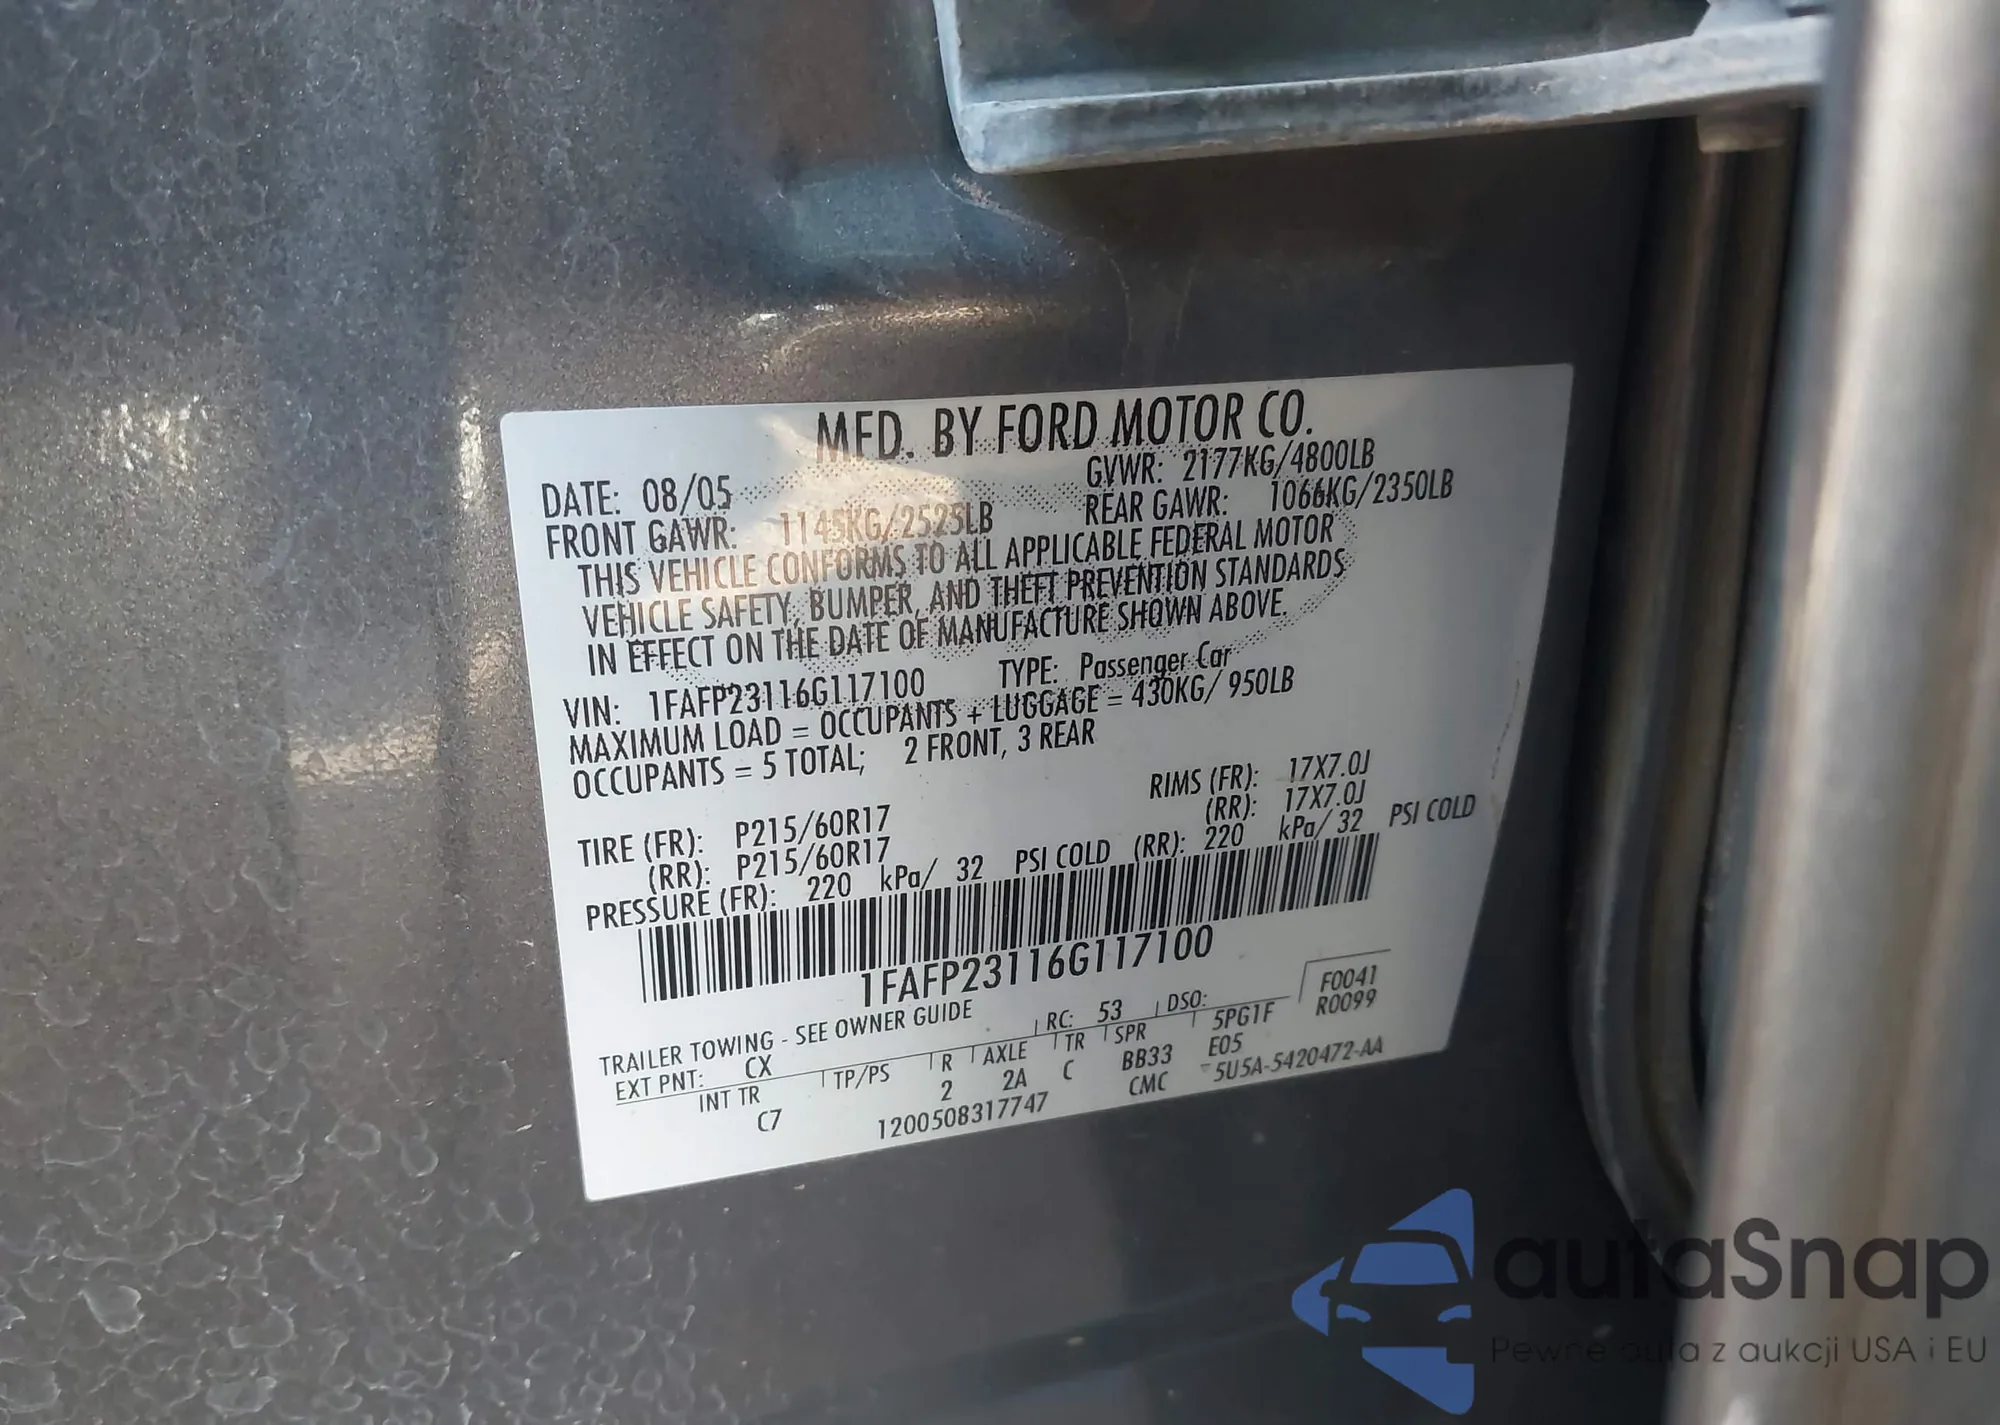 MFD. BY FORD MOTOR CO.
DATE: 08/05 GVWR: 2177KG/4800LB
FRONT GAWR: 1145KG/2525LB REAR GAWR: 1066KG/2350LB
THIS VEHICLE CONFORMS TO ALL APPLICABLE FEDERAL MOTOR
VEHICLE SAFETY, BUMPER, AND THEFT PREVENTION STANDARDS
IN EFFECT ON THE DATE OF MANUFACTURE SHOWN ABOVE.
VIN: 1FAFP23116G117100 TYPE: Passenger Car
MAXIMUM LOAD = OCCUPANTS + LUGGAGE = 430KG/ 950LB
OCCUPANTS = 5 TOTAL; 2 FRONT, 3 REAR
TIRE (FR): P215/60R17 RIMS (FR): 17X7.0J
(RR): P215/60R17 (RR): 17X7.0J
PRESSURE (FR): 220 kPa/ 32 PSI COLD (RR): 220 kPa/ 32 PSI COLD
1FAFP23116G117100
TRAILER TOWING - SEE OWNER GUIDE RC: 53 DSO: F0041
EXT PNT: CX TP/PS R AXLE TR SPR 5PG1F R0099
INT TR C7 2 2A C BB33 E05
1200508317747 CMC 5U5A-5420472-AA
autaSnap
Pewne auta z aukcji USA i EU